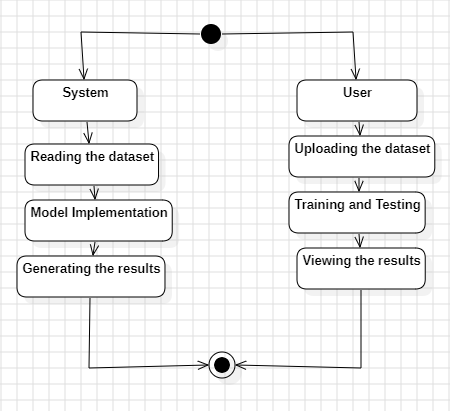 System
Reading the dataset
Model Implementation
Generating the results
User
Uploading the dataset
Training and Testing
Viewing the results